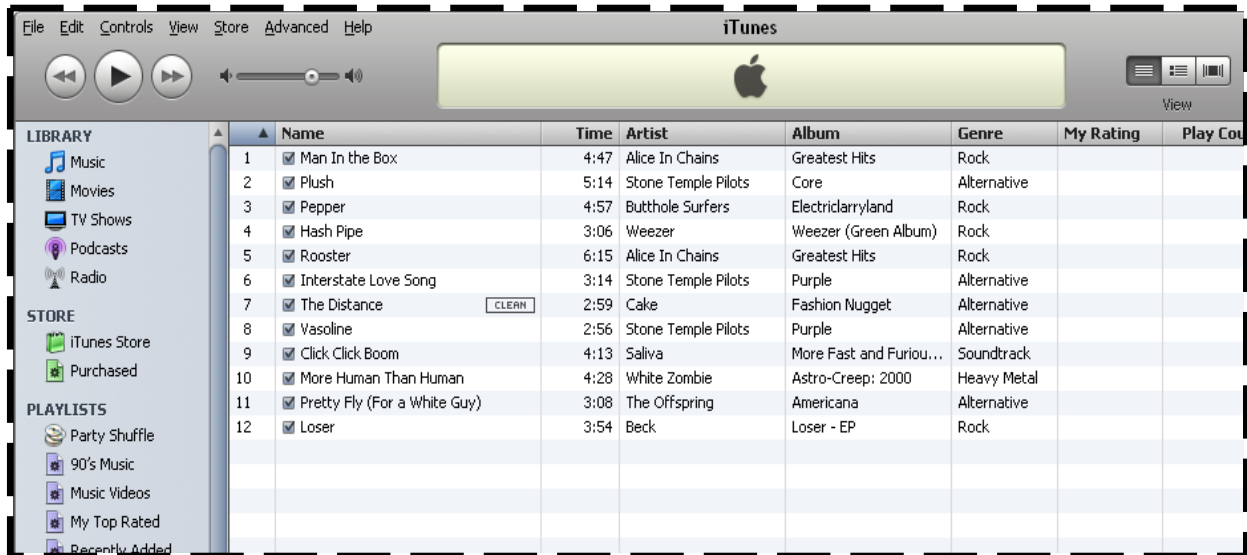 File Edit Controls View Store Advanced Help iTunes
View
LIBRARY
Music
Movies
TV Shows
Podcasts
Radio
STORE
iTunes Store
Purchased
PLAYLISTS
Party Shuffle
90's Music
Music Videos
My Top Rated
Recently Added
Name Time Artist Album Genre My Rating Play Cou
1 Man In the Box 4:47 Alice In Chains Greatest Hits Rock
2 Plush 5:14 Stone Temple Pilots Core Alternative
3 Pepper 4:57 Butthole Surfers Electriclarryland Rock
4 Hash Pipe 3:06 Weezer Weezer (Green Album) Rock
5 Rooster 6:15 Alice In Chains Greatest Hits Rock
6 Interstate Love Song 3:14 Stone Temple Pilots Purple Alternative
7 The Distance CLEAN 2:59 Cake Fashion Nugget Alternative
8 Vasoline 2:56 Stone Temple Pilots Purple Alternative
9 Click Click Boom 4:13 Saliva More Fast and Furiou... Soundtrack
10 More Human Than Human 4:28 White Zombie Astro-Creep: 2000 Heavy Metal
11 Pretty Fly (For a White Guy) 3:08 The Offspring Americana Alternative
12 Loser 3:54 Beck Loser - EP Rock